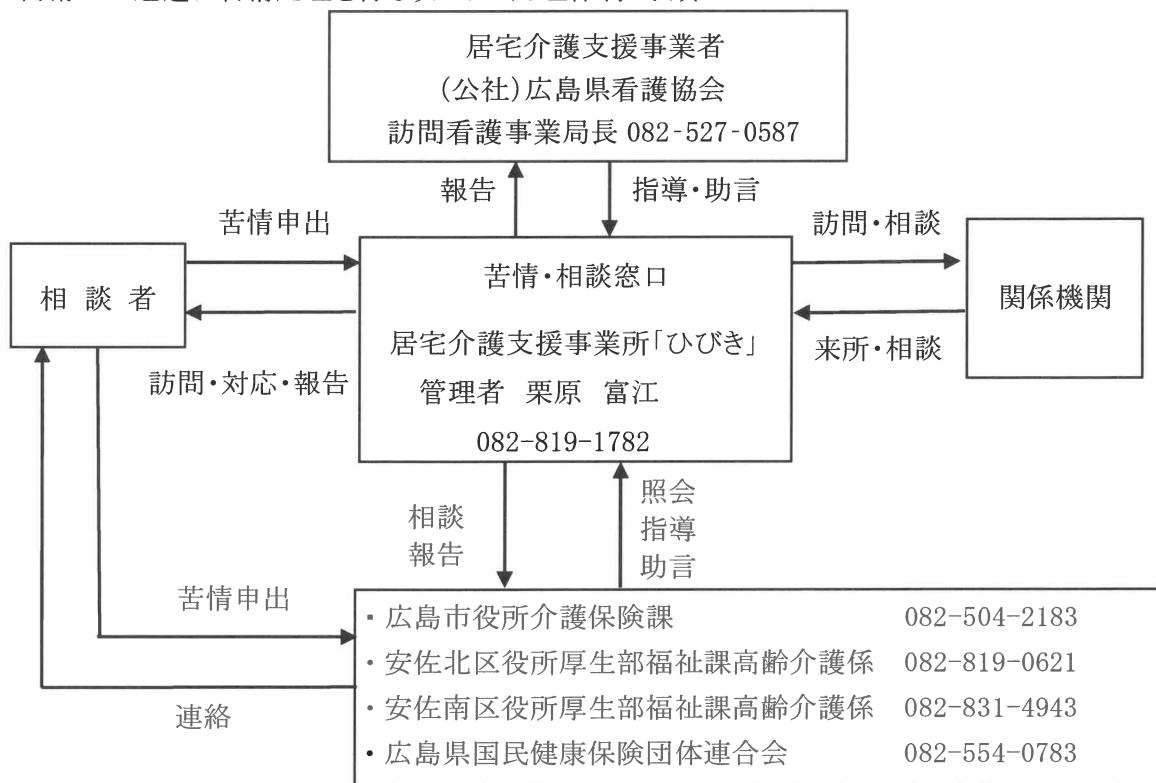 居宅介護支援事業者
(公社)広島県看護協会
訪問看護事業局長 082-527-0587
報告
指導・助言
苦情申出
訪問・相談
相 談 者
苦情・相談窓口
居宅介護支援事業所「ひびき」
管理者 栗原 富江
082-819-1782
関係機関
訪問・対応・報告
来所・相談
相談
報告
照会
指導
助言
苦情申出
連絡
・広島市役所介護保険課 082-504-2183
・安佐北区役所厚生部福祉課高齢介護係 082-819-0621
・安佐南区役所厚生部福祉課高齢介護係 082-831-4943
・広島県国民健康保険団体連合会 082-554-0783